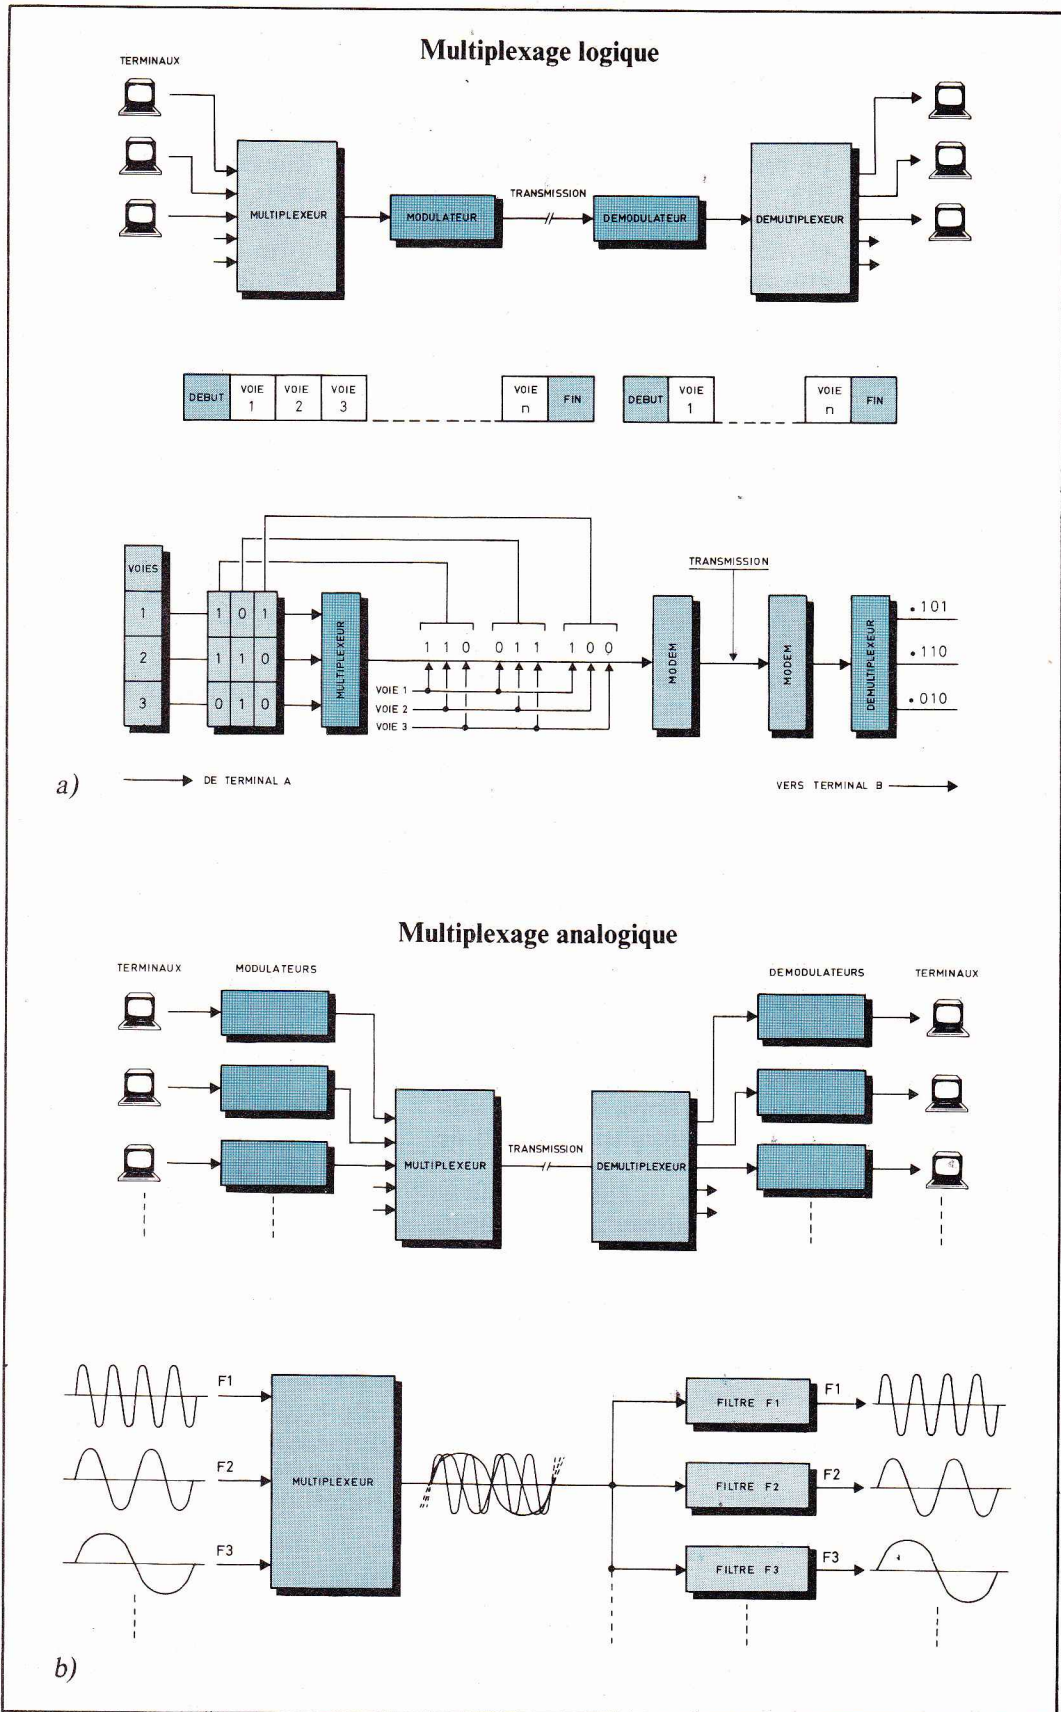 Multiplexage logique
TERMINAUX
MULTIPLEXEUR
MODULATEUR
TRANSMISSION
DEMODULATEUR
DEMULTIPLEXEUR
DEBUT
VOIE 1
VOIE 2
VOIE 3
VOIE n
FIN
DEBUT
VOIE 1
VOIE n
FIN
VOIES
1
1 0 1
2
1 1 0
3
0 1 0
MULTIPLEXEUR
1 1 0 0 1 1 1 0 0
VOIE 1
VOIE 2
VOIE 3
MODEM
TRANSMISSION
MODEM
DEMULTIPLEXEUR
.101
.110
.010
a)
DE TERMINAL A
VERS TERMINAL B
Multiplexage analogique
TERMINAUX
MODULATEURS
DEMODULATEURS
TERMINAUX
MULTIPLEXEUR
TRANSMISSION
DEMULTIPLEXEUR
F1
F2
F3
MULTIPLEXEUR
FILTRE F1
F1
FILTRE F2
F2
FILTRE F3
F3
b)